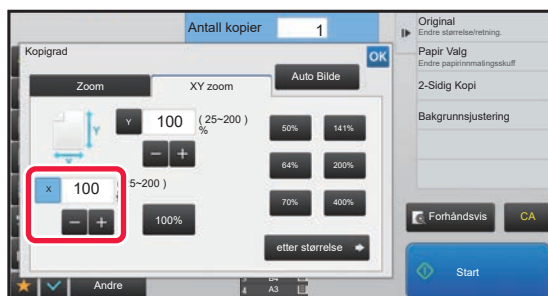 Antall kopier 1
Kopigrad
OK
Zoom
XY zoom
Auto Bilde
Y
Y 100 (25~200)
%
X
X 100 5~200)
100%
50% 141%
64% 200%
70% 400%
etter størrelse
Andre
B4
4 A3
Original
Endre størrelse/retning.
Papir Valg
Endre papirinnmatingsskuff
2-Sidig Kopi
Bakgrunnsjustering
Forhåndsvis
CA
Start